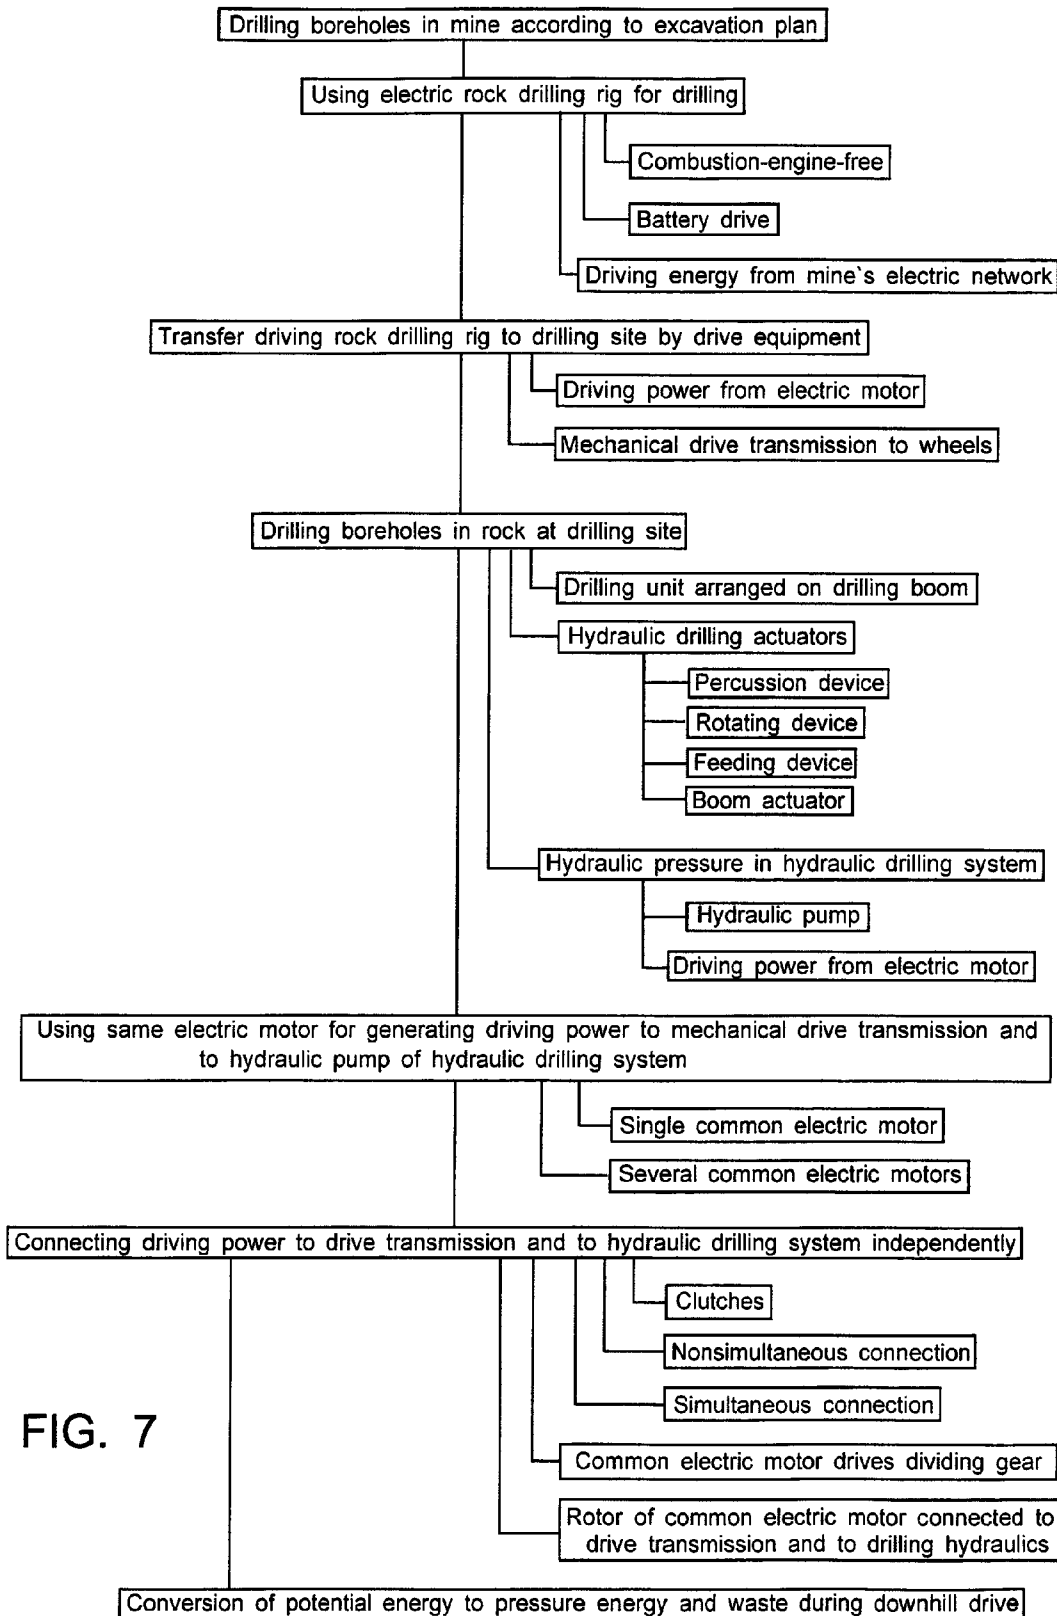 Drilling boreholes in mine according to excavation plan
Using electric rock drilling rig for drilling
Combustion-engine-free
Battery drive
Driving energy from mine`s electric network
Transfer driving rock drilling rig to drilling site by drive equipment
Driving power from electric motor
Mechanical drive transmission to wheels
Drilling boreholes in rock at drilling site
Drilling unit arranged on drilling boom
Hydraulic drilling actuators
Percussion device
Rotating device
Feeding device
Boom actuator
Hydraulic pressure in hydraulic drilling system
Hydraulic pump
Driving power from electric motor
Using same electric motor for generating driving power to mechanical drive transmission and
to hydraulic pump of hydraulic drilling system
Single common electric motor
Several common electric motors
Connecting driving power to drive transmission and to hydraulic drilling system independently
Clutches
Nonsimultaneous connection
Simultaneous connection
FIG. 7
Common electric motor drives dividing gear
Rotor of common electric motor connected to
drive transmission and to drilling hydraulics
Conversion of potential energy to pressure energy and waste during downhill drive